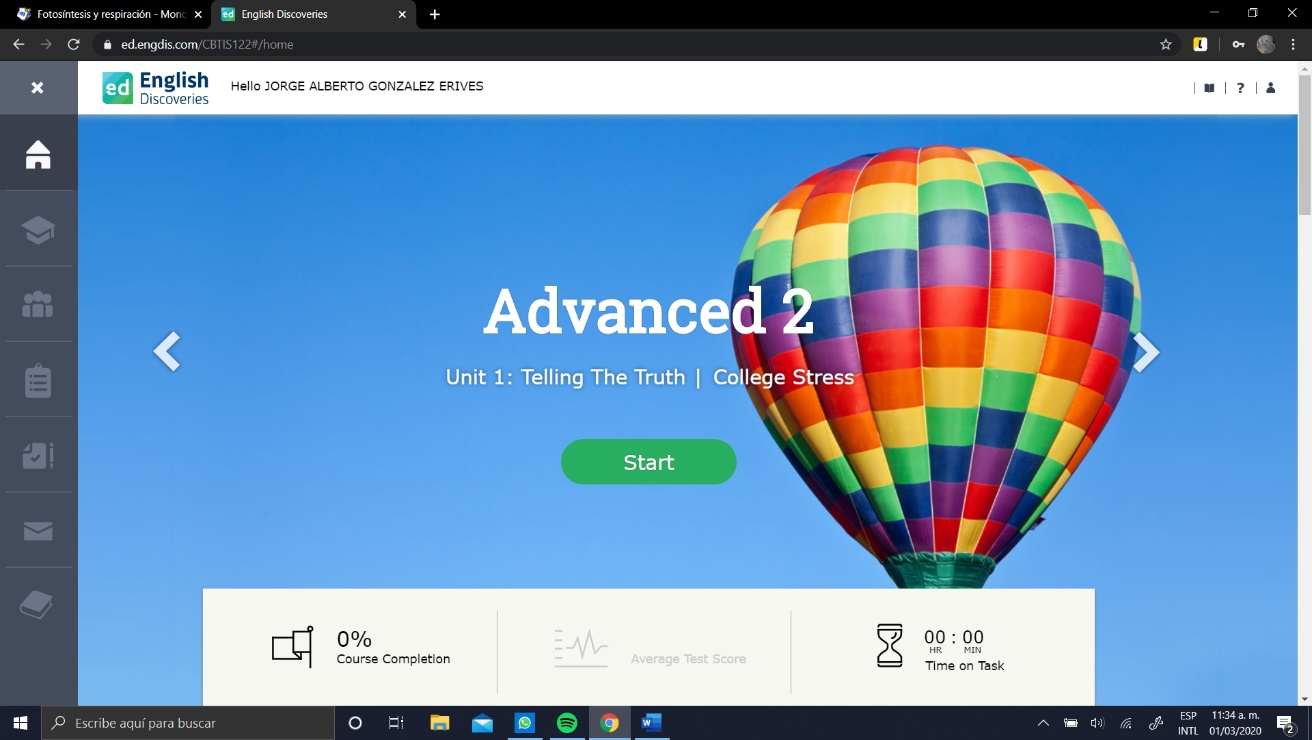 Fotosíntesis y respiración - Mono
English Discoveries
ed.engdis.com/CBTIS122#/home
ed English Discoveries
Hello JORGE ALBERTO GONZALEZ ERIVES
?
Advanced 2
Unit 1: Telling The Truth | College Stress
Start
0%
Course Completion
Average Test Score
00 : 00
HR MIN
Time on Task
Escribe aquí para buscar
ESP
INTL
11:34 a. m.
01/03/2020
2